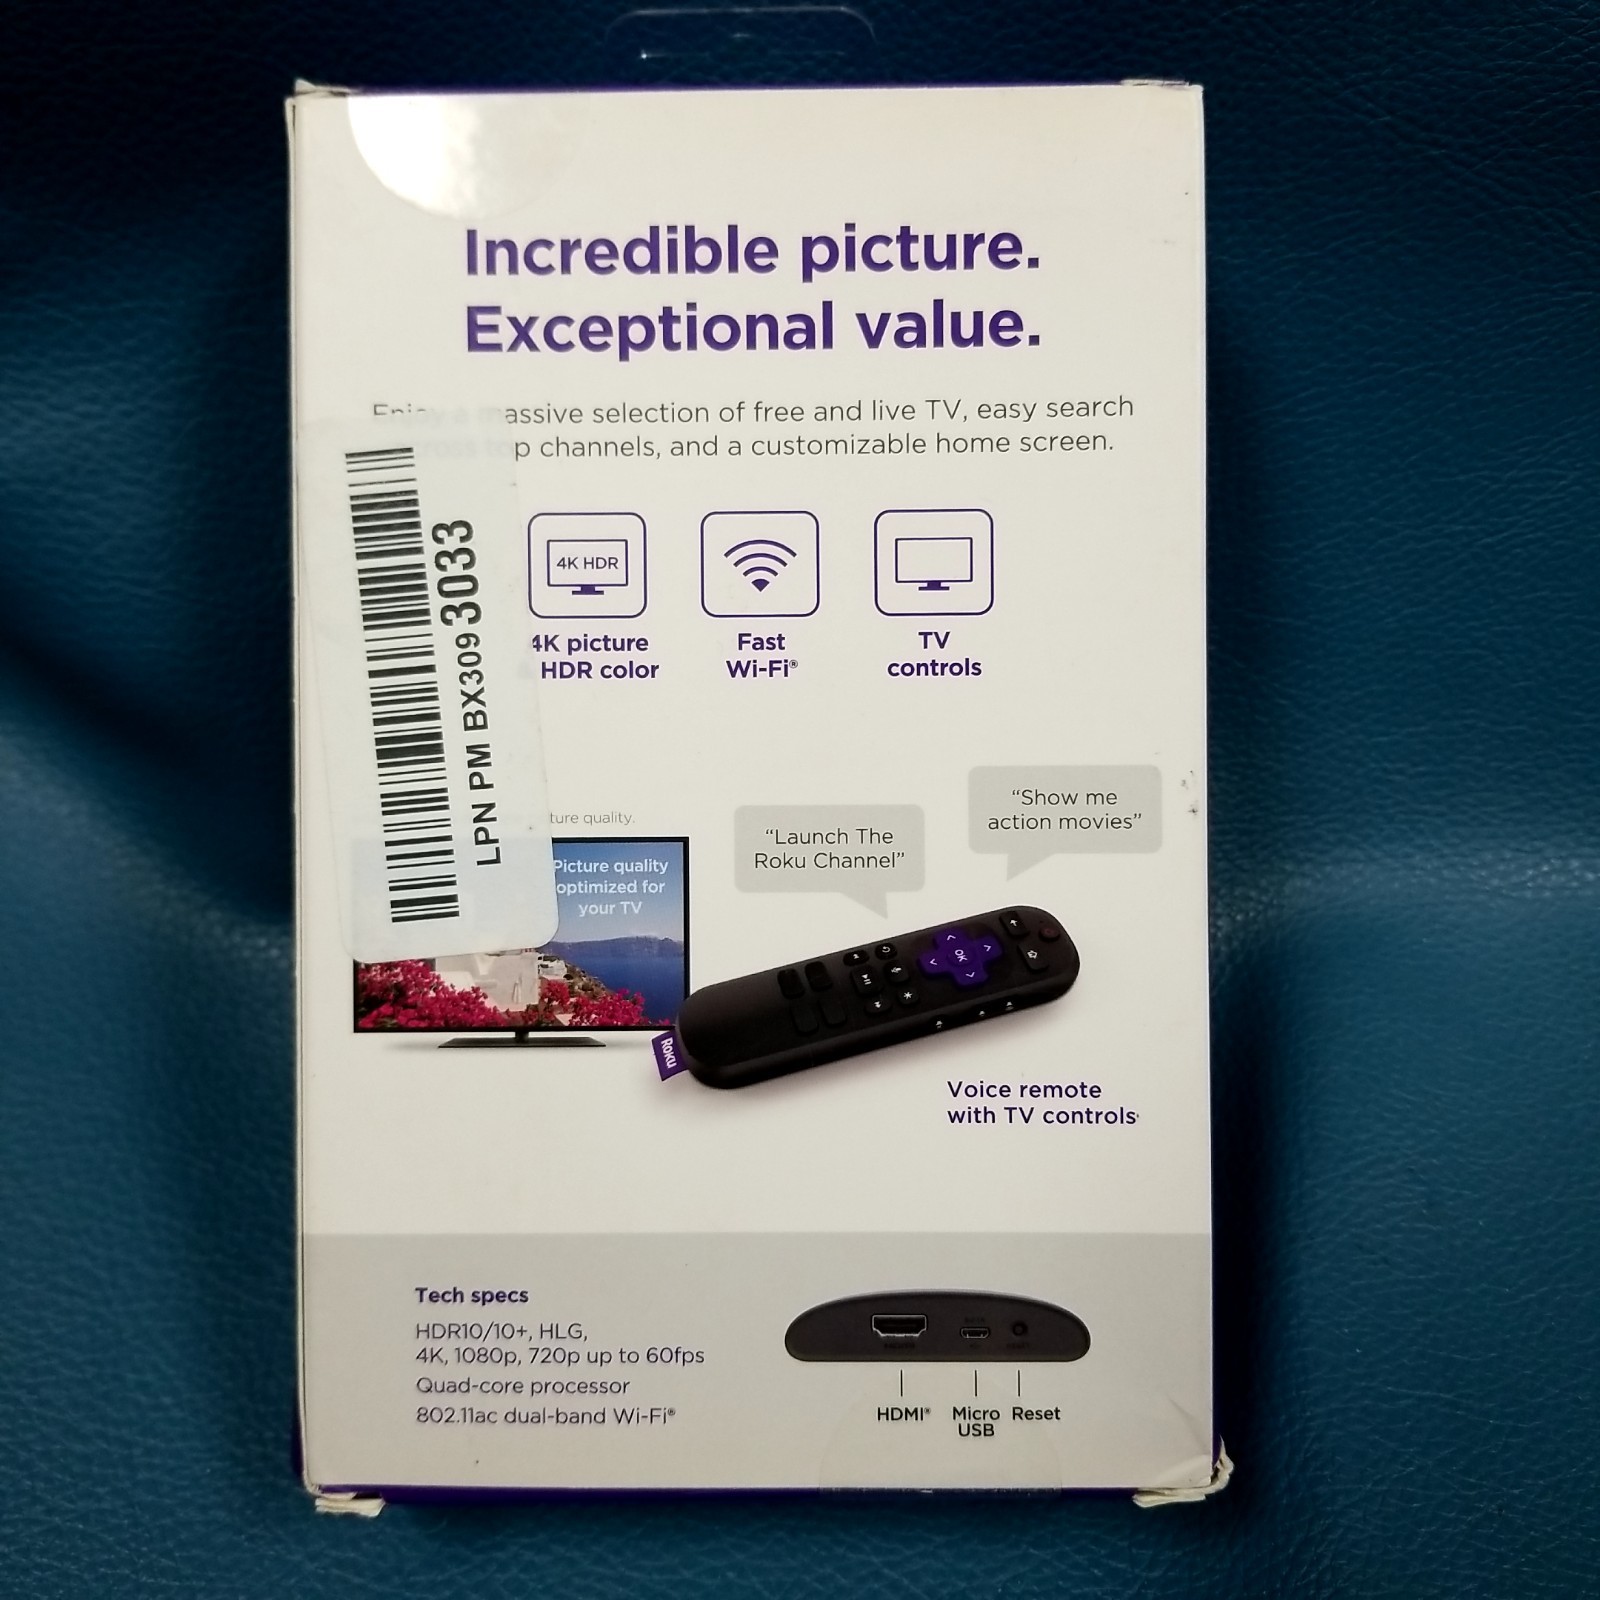 Incredible picture.
Exceptional value.
Enjoy a massive selection of free and live TV, easy search
across top channels, and a customizable home screen.
4K HDR
4K picture
HDR color
Fast
Wi-Fi®
TV
controls
LPN PM BX3093033
ture quality.
Picture quality
optimized for
your TV
“Launch The
Roku Channel”
“Show me
action movies”
OK
Roku
Voice remote
with TV controls
Tech specs
HDR10/10+, HLG,
4K, 1080p, 720p up to 60fps
Quad-core processor
802.11ac dual-band Wi-Fi®
HDMI®
Micro
USB
Reset